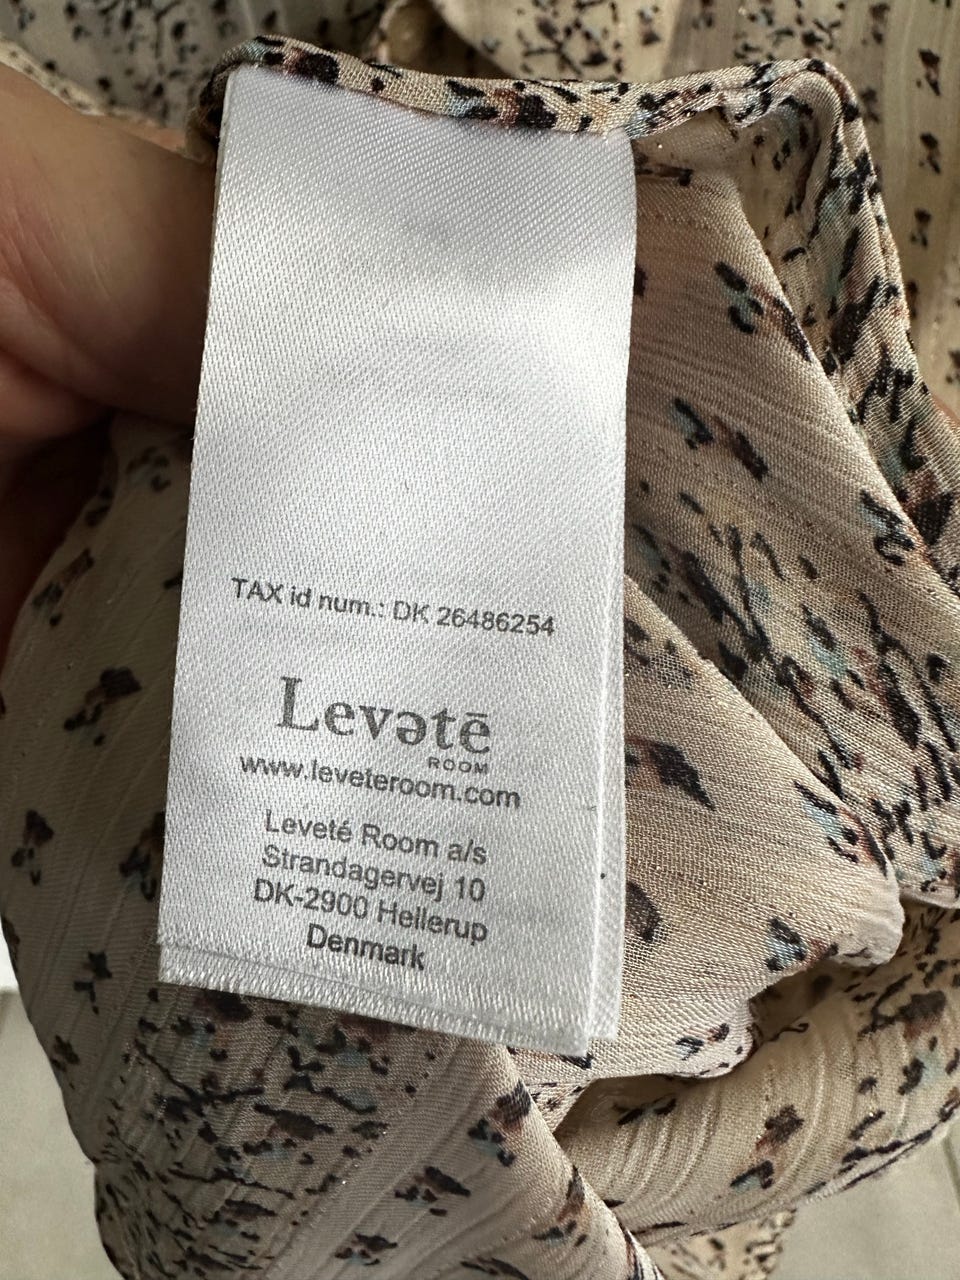 TAX id num.: DK 26486254
Levətē
ROOM
www.leveteroom.com
Leveté Room a/s
Strandagervej 10
DK-2900 Hellerup
Denmark